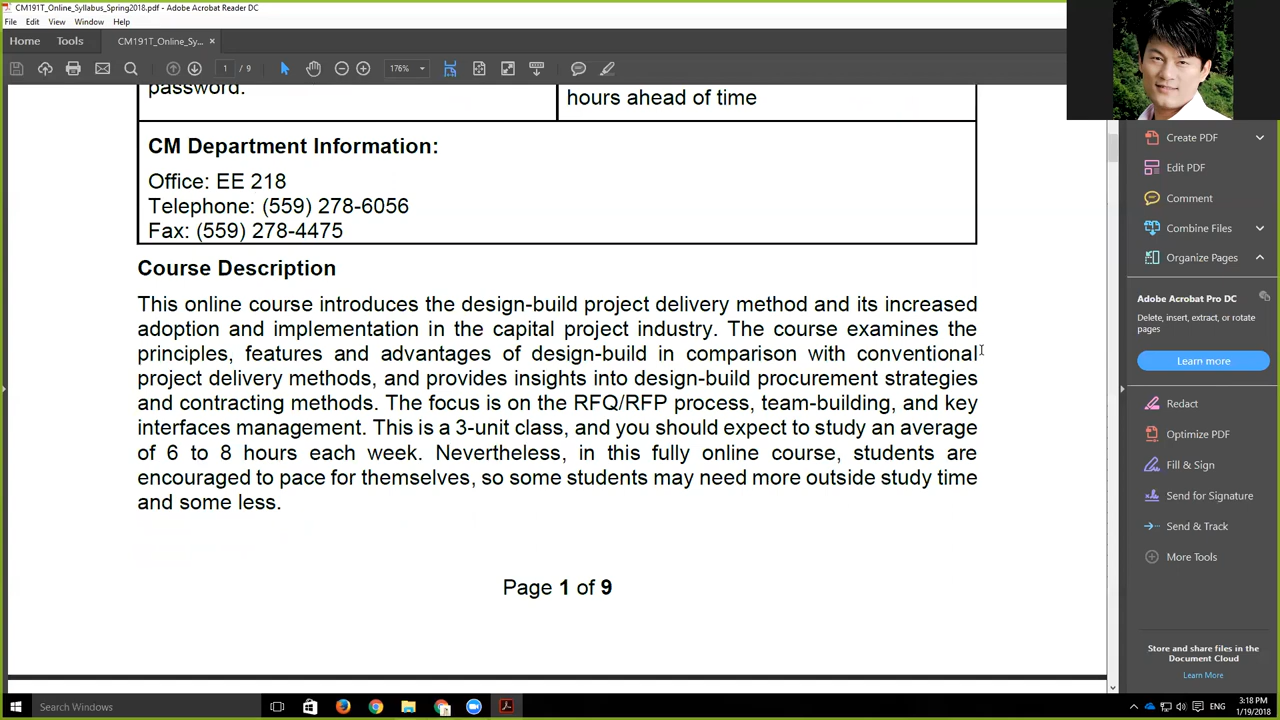 CM191T_Online_Syllabus_Spring2018.pdf - Adobe Acrobat Reader DC
File Edit View Window Help
Home Tools CM191T_Online_Sy... ×
1 / 9 176%
password.
hours ahead of time
CM Department Information:
Office: EE 218
Telephone: (559) 278-6056
Fax: (559) 278-4475
Course Description
This online course introduces the design-build project delivery method and its increased
adoption and implementation in the capital project industry. The course examines the
principles, features and advantages of design-build in comparison with conventional
project delivery methods, and provides insights into design-build procurement strategies
and contracting methods. The focus is on the RFQ/RFP process, team-building, and key
interfaces management. This is a 3-unit class, and you should expect to study an average
of 6 to 8 hours each week. Nevertheless, in this fully online course, students are
encouraged to pace for themselves, so some students may need more outside study time
and some less.
Page 1 of 9
Create PDF
Edit PDF
Comment
Combine Files
Organize Pages
Adobe Acrobat Pro DC
Delete, insert, extract, or rotate
pages
Learn more
Redact
Optimize PDF
Fill & Sign
Send for Signature
Send & Track
More Tools
Store and share files in the
Document Cloud
Learn More
Search Windows
ENG
3:18 PM
1/19/2018